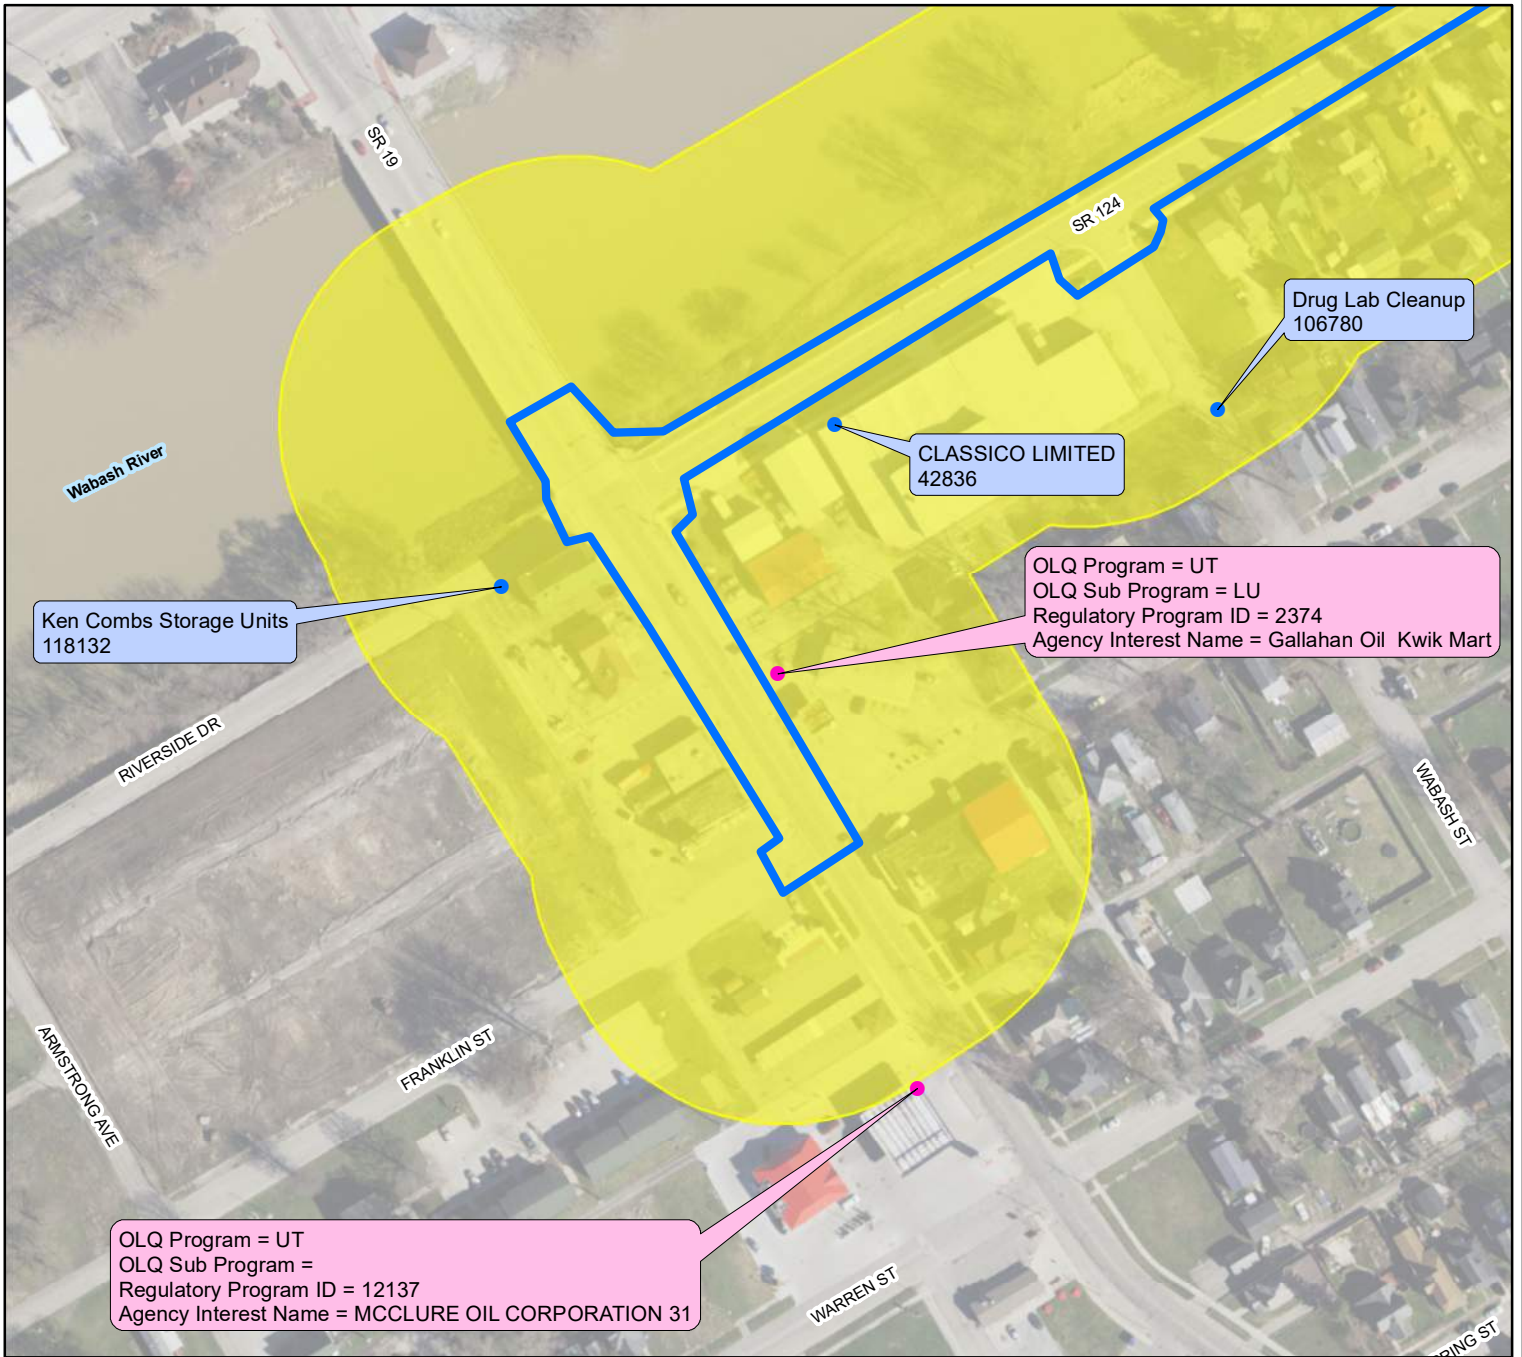 SR 19
SR 124
Drug Lab Cleanup
106780
CLASSICO LIMITED
42836
Wabash River
OLQ Program = UT
OLQ Sub Program = LU
Regulatory Program ID = 2374
Agency Interest Name = Gallahan Oil  Kwik Mart
Ken Combs Storage Units
118132
RIVERSIDE DR
WABASH ST
ARMSTRONG AVE
FRANKLIN ST
OLQ Program = UT
OLQ Sub Program =
Regulatory Program ID = 12137
Agency Interest Name = MCCLURE OIL CORPORATION 31
WARREN ST
RING ST